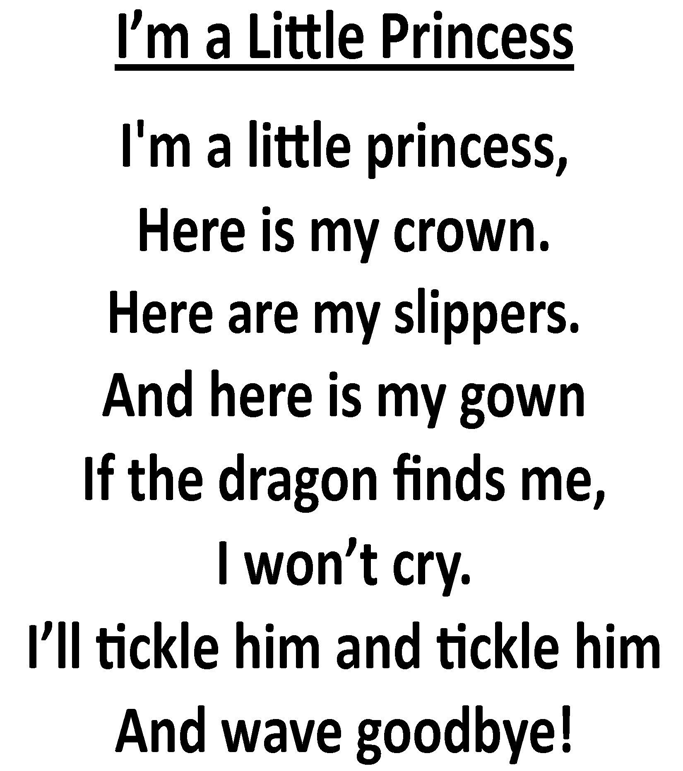 I’m a Little Princess
I'm a little princess,
Here is my crown.
Here are my slippers.
And here is my gown
If the dragon finds me,
I won’t cry.
I’ll tickle him and tickle him
And wave goodbye!